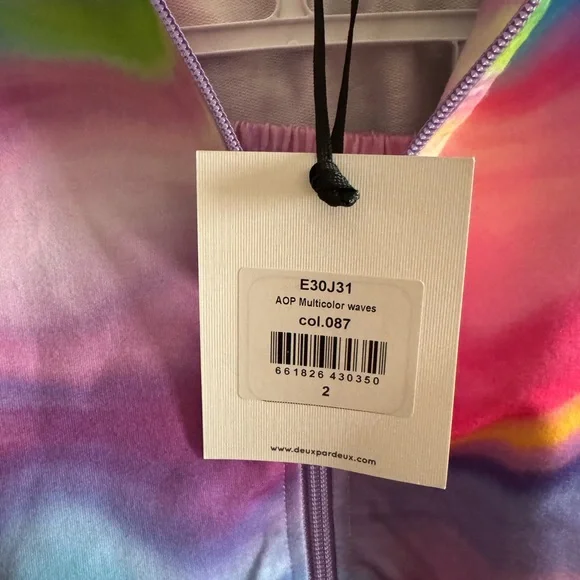 E30J31
AOP Multicolor waves
col.087
661826 430350
2
www.deuxpardeux.com